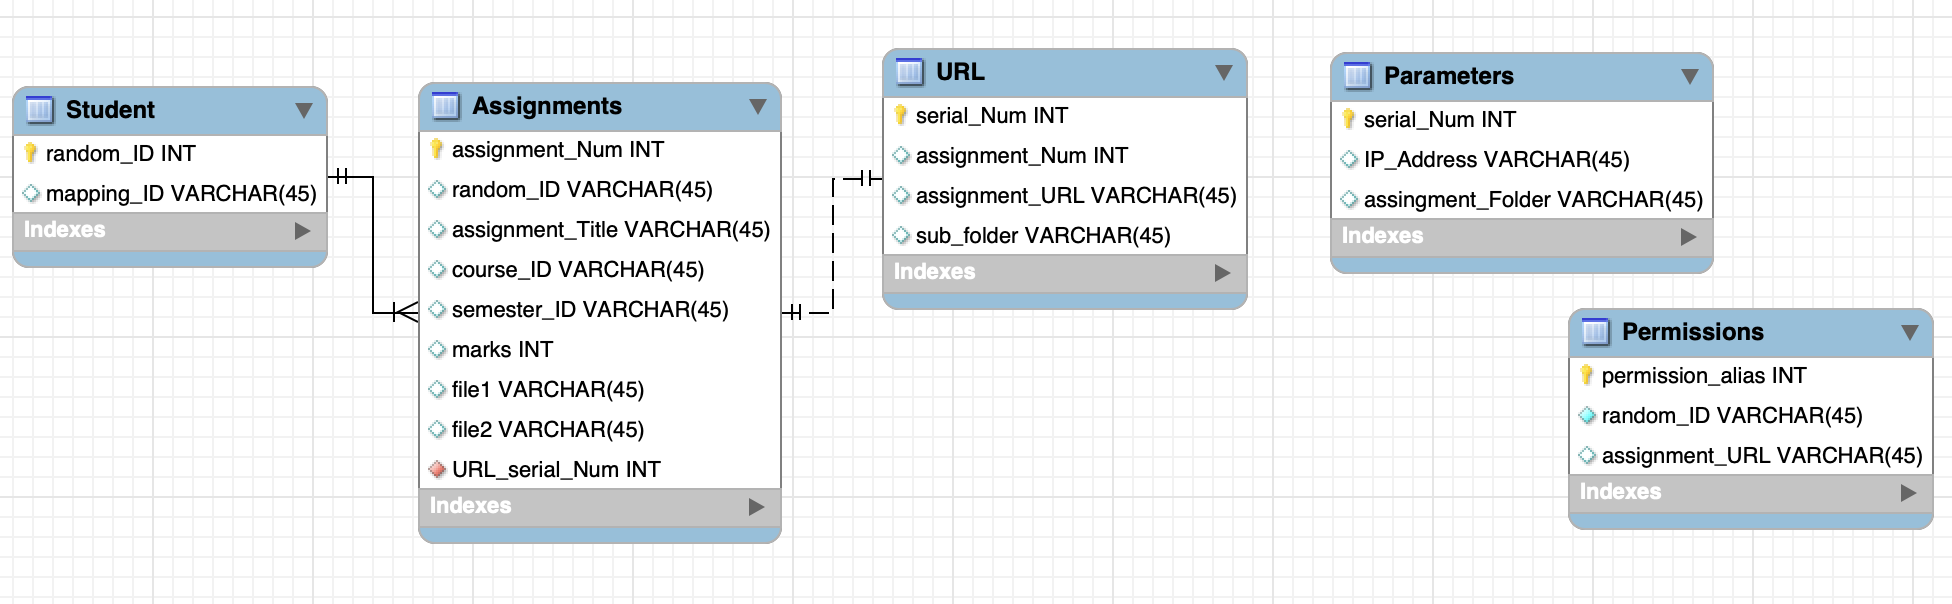 Student
random_ID INT
mapping_ID VARCHAR(45)
Indexes
Assignments
assignment_Num INT
random_ID VARCHAR(45)
assignment_Title VARCHAR(45)
course_ID VARCHAR(45)
semester_ID VARCHAR(45)
marks INT
file1 VARCHAR(45)
file2 VARCHAR(45)
URL_serial_Num INT
Indexes
URL
serial_Num INT
assignment_Num INT
assignment_URL VARCHAR(45)
sub_folder VARCHAR(45)
Indexes
Parameters
serial_Num INT
IP_Address VARCHAR(45)
assingment_Folder VARCHAR(45)
Indexes
Permissions
permission_alias INT
random_ID VARCHAR(45)
assignment_URL VARCHAR(45)
Indexes